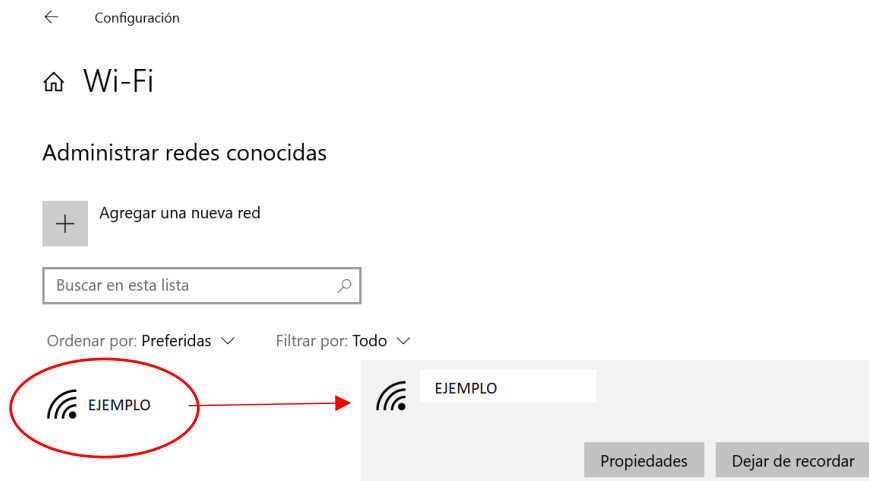 Configuración
Wi-Fi
Administrar redes conocidas
Agregar una nueva red
Buscar en esta lista
Ordenar por: Preferidas Filtrar por: Todo
EJEMPLO
EJEMPLO
Propiedades Dejar de recordar